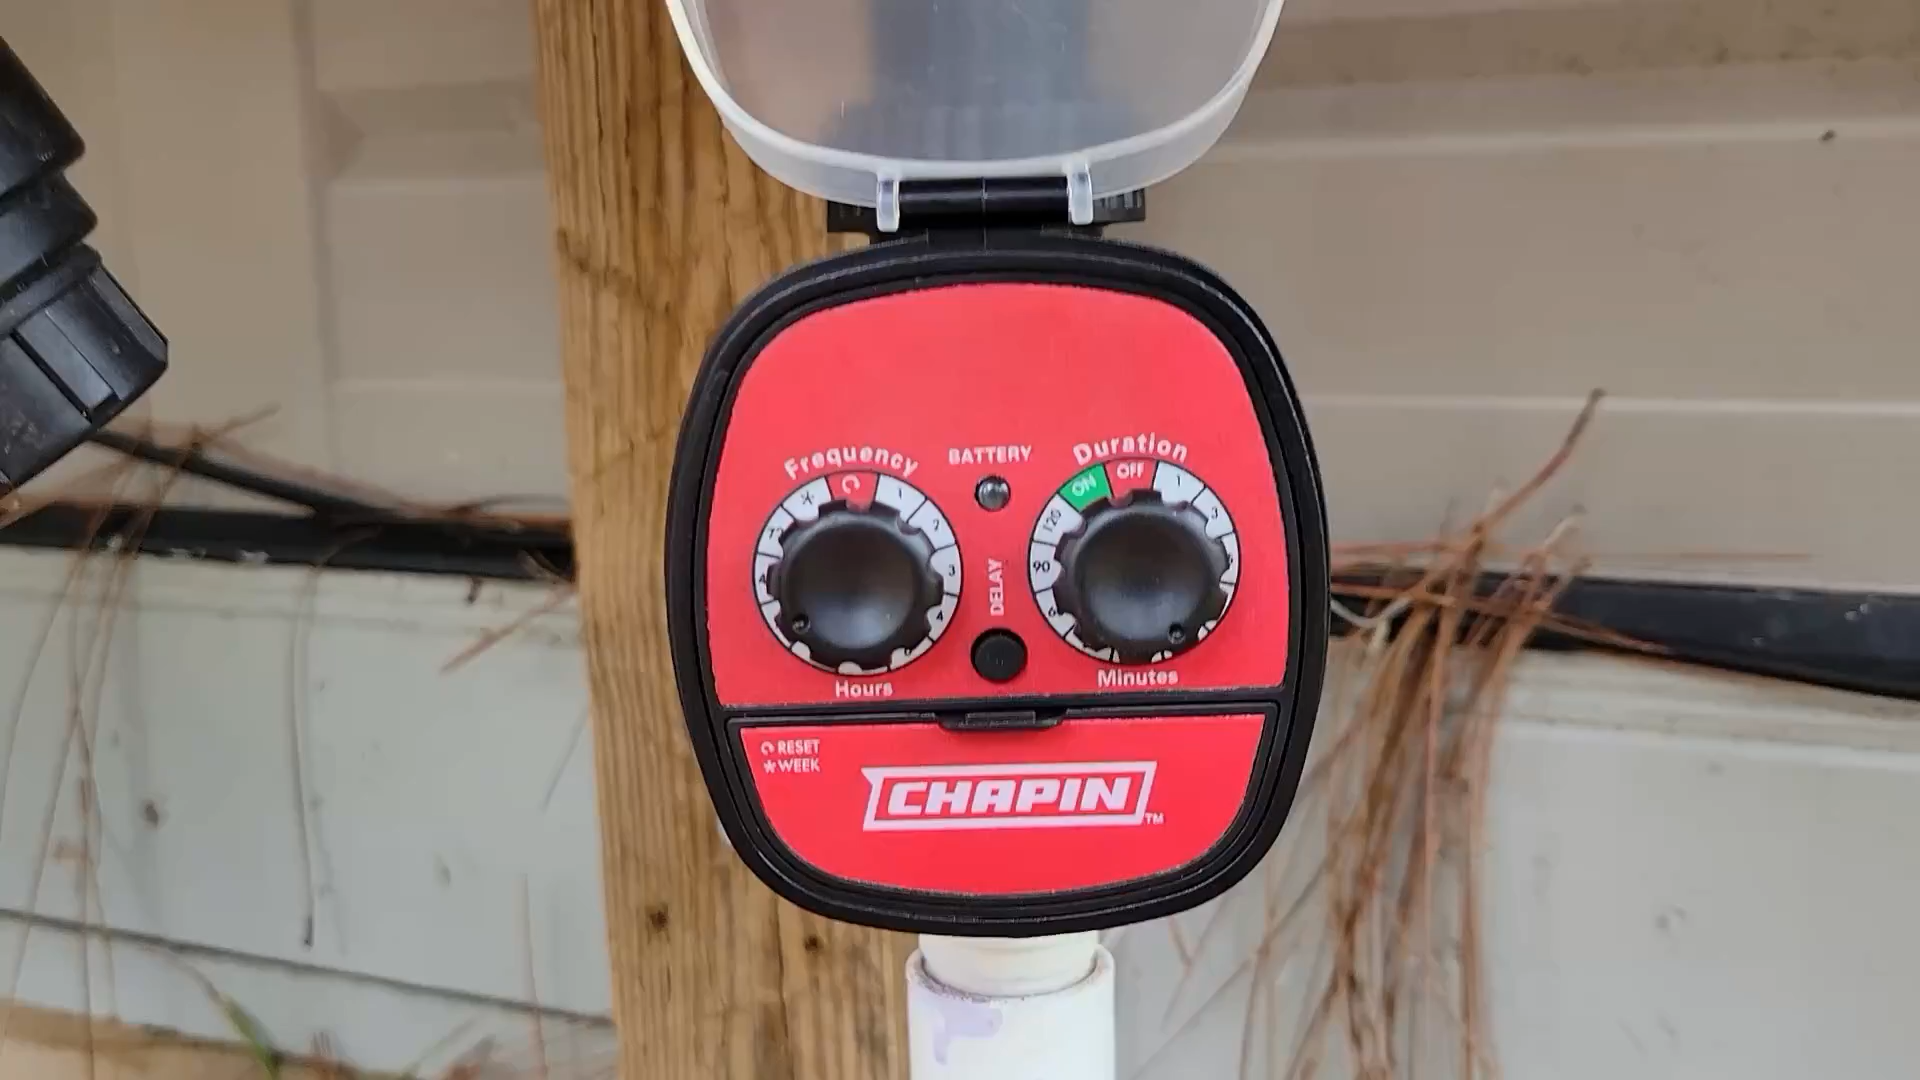 Frequency
BATTERY
Duration
ON
OFF
1
2
3
4
1
3
120
90
DELAY
Hours
Minutes
RESET
*WEEK
CHAPIN
TM